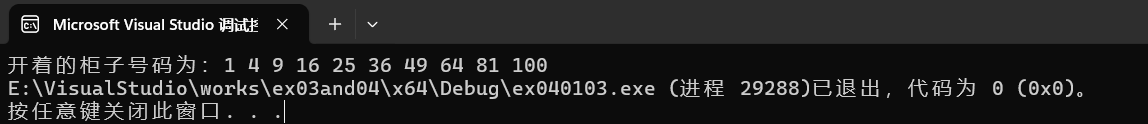 Microsoft Visual Studio 调试
开着的柜子号码为: 1 4 9 16 25 36 49 64 81 100
E:\VisualStudio\works\ex03and04\x64\Debug\ex040103.exe (进程 29288)已退出，代码为 0 (0x0)。
按任意键关闭此窗口. . .